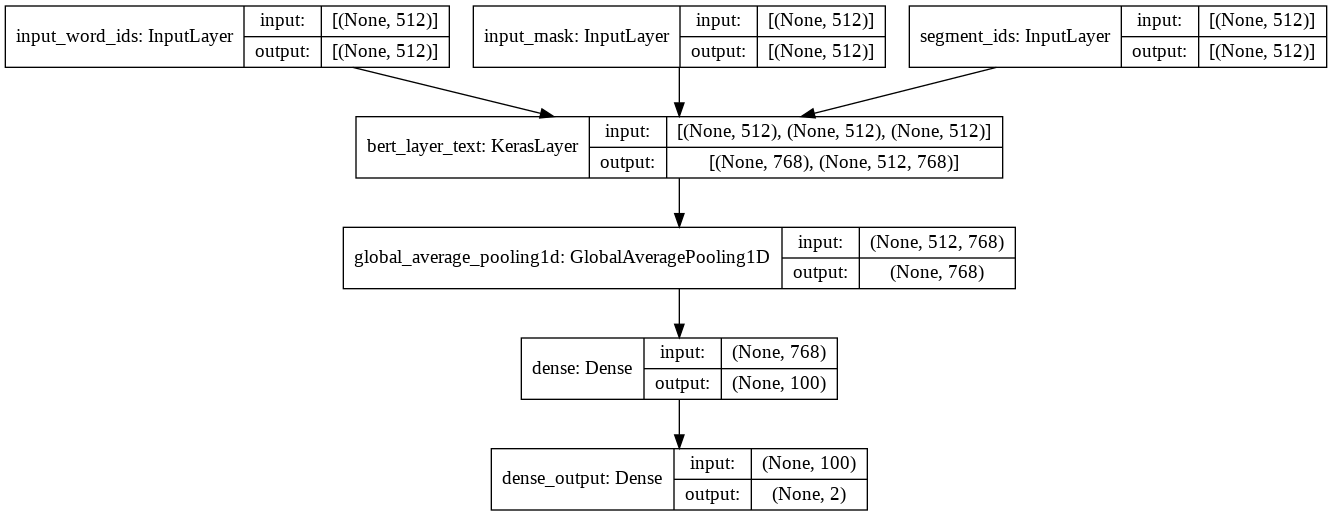 input_word_ids: InputLayer
input: [(None, 512)]
output: [(None, 512)]
input_mask: InputLayer
input: [(None, 512)]
output: [(None, 512)]
segment_ids: InputLayer
input: [(None, 512)]
output: [(None, 512)]
bert_layer_text: KerasLayer
input: [(None, 512), (None, 512), (None, 512)]
output: [(None, 768), (None, 512, 768)]
global_average_pooling1d: GlobalAveragePooling1D
input: (None, 512, 768)
output: (None, 768)
dense: Dense
input: (None, 768)
output: (None, 100)
dense_output: Dense
input: (None, 100)
output: (None, 2)